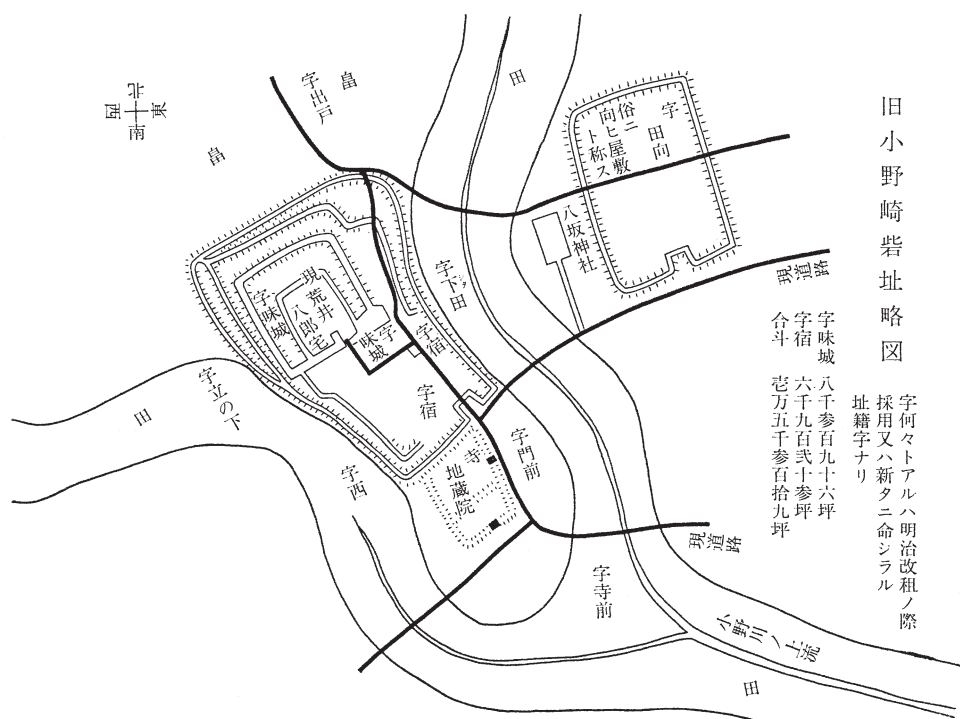 旧小野崎砦址略図
字何々トアルハ明治改租ノ際
採用又ハ新タニ命シラル
址籍字ナリ
字味城 八千参百九十六坪
字宿 六千九百弐十参坪
合斗 壱万五千参百拾九坪
北
東
西
南
畠
字出戸
畠
田
字田向
俗ニ
向ヒ屋敷
ト称ス
八坂神社
現道路
字下田
字味城
現荒井
八郎宅
字味城
字宿
字宿
字立の下
田
字西
寺
地蔵院
字門前
現道路
字寺前
小野川ノ上流
田